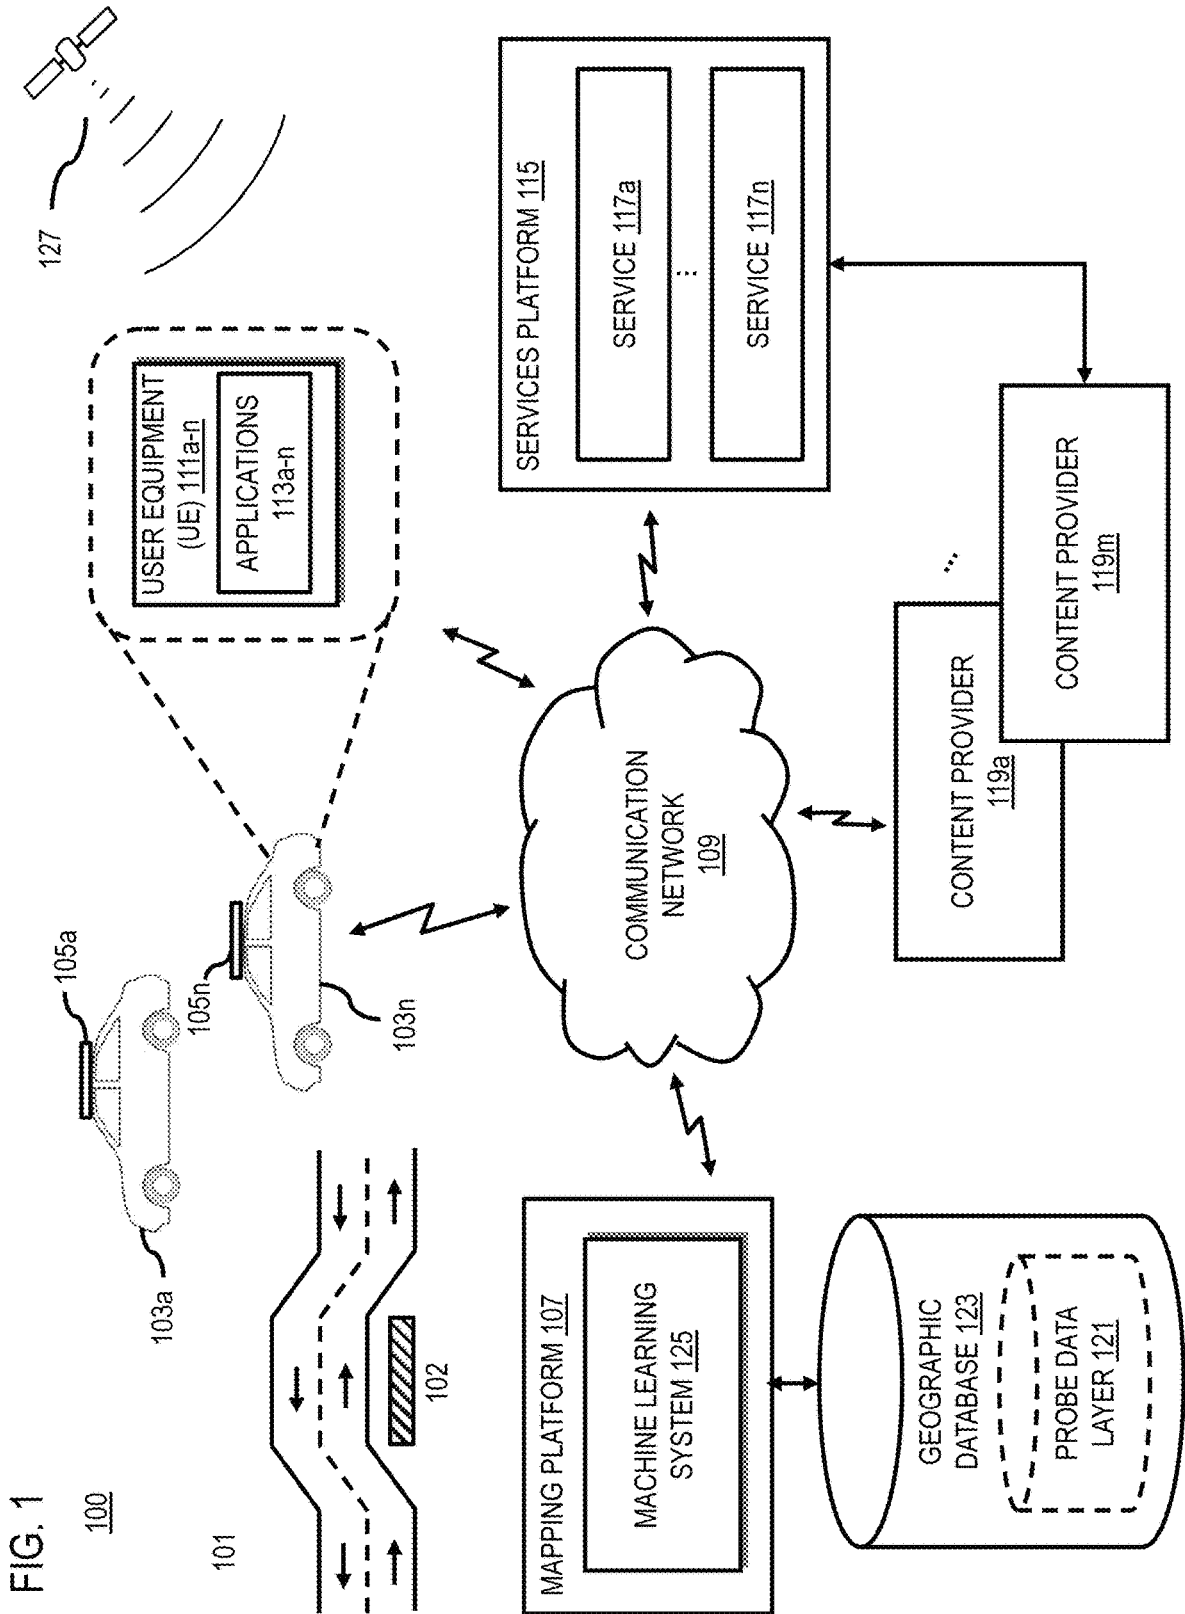 FIG. 1
100
101
102
103a
105a
105n
103n
127
USER EQUIPMENT
(UE) 111a-n
APPLICATIONS
113a-n
MAPPING PLATFORM 107
MACHINE LEARNING
SYSTEM 125
COMMUNICATION
NETWORK
109
SERVICES PLATFORM 115
SERVICE 117a
...
SERVICE 117n
GEOGRAPHIC
DATABASE 123
PROBE DATA
LAYER 121
CONTENT PROVIDER
119a
...
CONTENT PROVIDER
119m